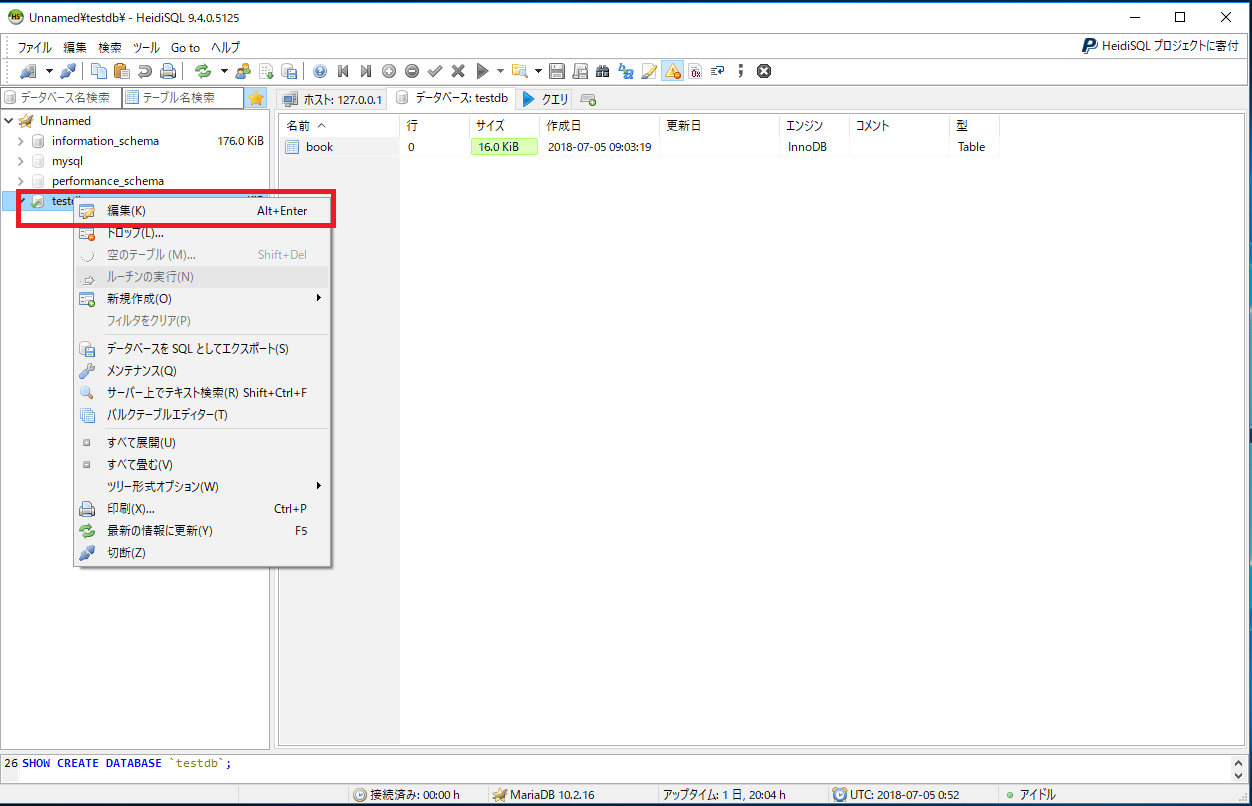 Unnamed¥testdb¥ - HeidiSQL 9.4.0.5125
ファイル 編集 検索 ツール Go to ヘルプ
HeidiSQL プロジェクトに寄付
データベース名検索 テーブル名検索
ホスト: 127.0.0.1 データベース: testdb クエリ
Unnamed
information_schema 176.0 KiB
mysql
performance_schema
名前 行 サイズ 作成日 更新日 エンジン コメント 型
book 0 16.0 KiB 2018-07-05 09:03:19 InnoDB Table
編集(K) Alt+Enter
ドロップ(L)...
空のテーブル (M)... Shift+Del
ルーチンの実行(N)
新規作成(O)
フィルタをクリア(P)
データベースを SQL としてエクスポート(S)
メンテナンス(Q)
サーバー上でテキスト検索(R) Shift+Ctrl+F
バルクテーブルエディター(T)
すべて展開(U)
すべて畳む(V)
ツリー形式オプション(W)
印刷(X)... Ctrl+P
最新の情報に更新(Y) F5
切断(Z)
26 SHOW CREATE DATABASE `testdb`;
接続済み: 00:00 h MariaDB 10.2.16 アップタイム: 1 日, 20:04 h UTC: 2018-07-05 0:52 アイドル